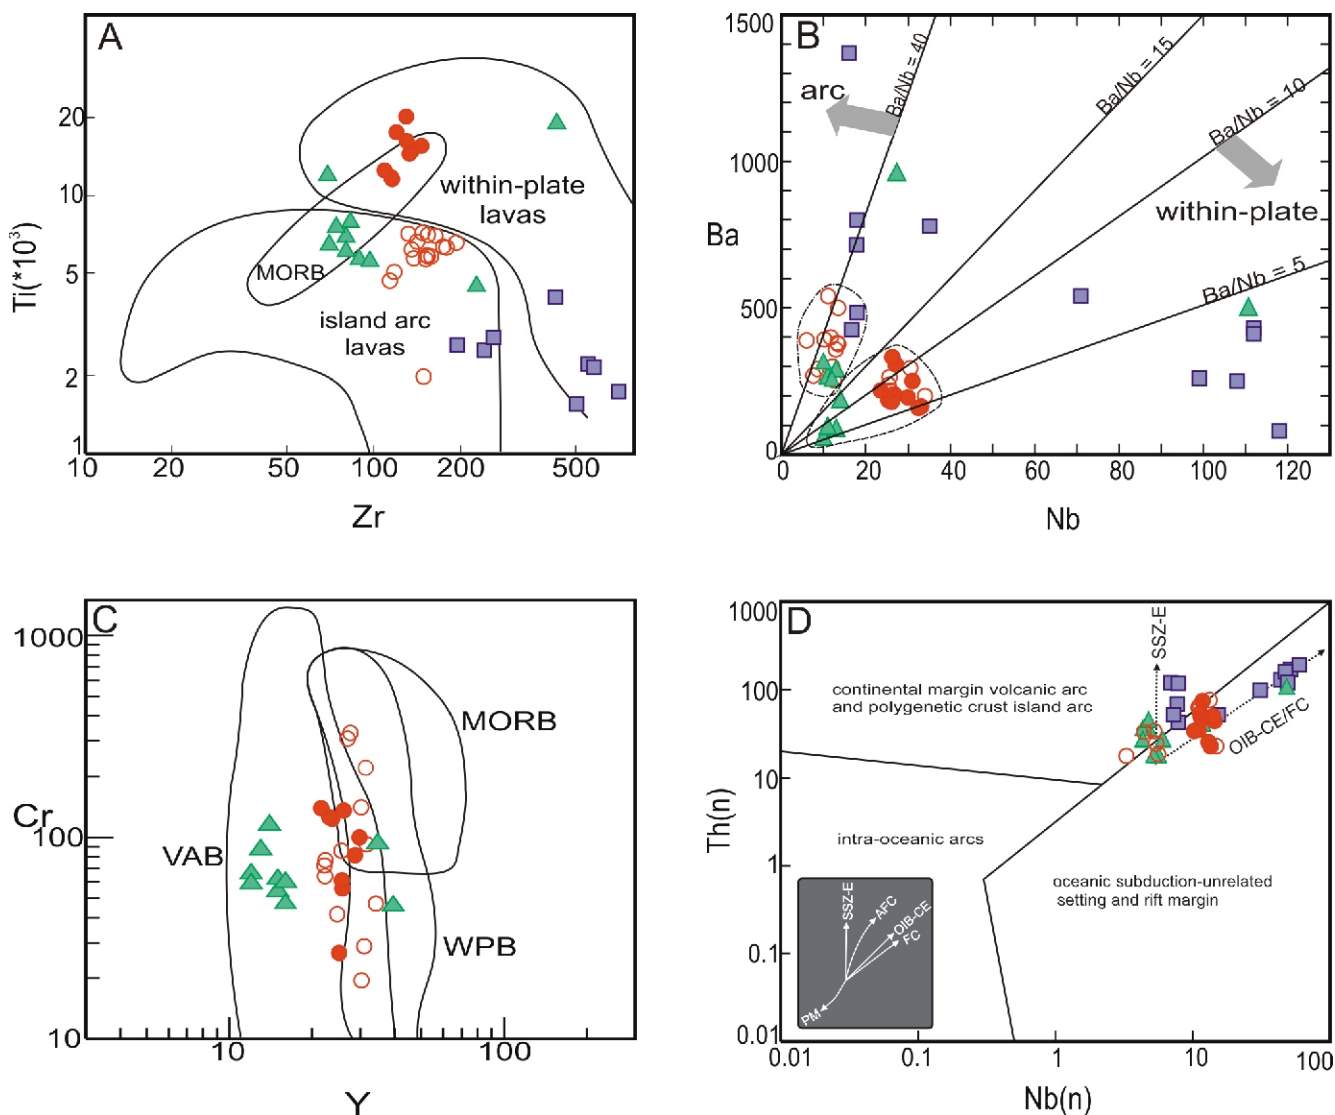 A
Ti(*10³)
20
10
5
2
1
10
20
50
100
200
500
Zr
within-plate
lavas
MORB
island arc
lavas
B
1500
1000
500
0
Ba
arc
Ba/Nb = 40
Ba/Nb = 15
Ba/Nb = 10
within-plate
Ba/Nb = 5
0
20
40
60
80
100
120
Nb
C
1000
100
10
Cr
MORB
VAB
WPB
10
100
Y
D
1000
100
10
1
0.1
0.01
Th(n)
SSZ-E
continental margin volcanic arc
and polygenetic crust island arc
OIB-CE/FC
intra-oceanic arcs
oceanic subduction-unrelated
setting and rift margin
SSZ-E
AFC
OIB-CE
FC
PM
0.01
0.1
1
10
100
Nb(n)